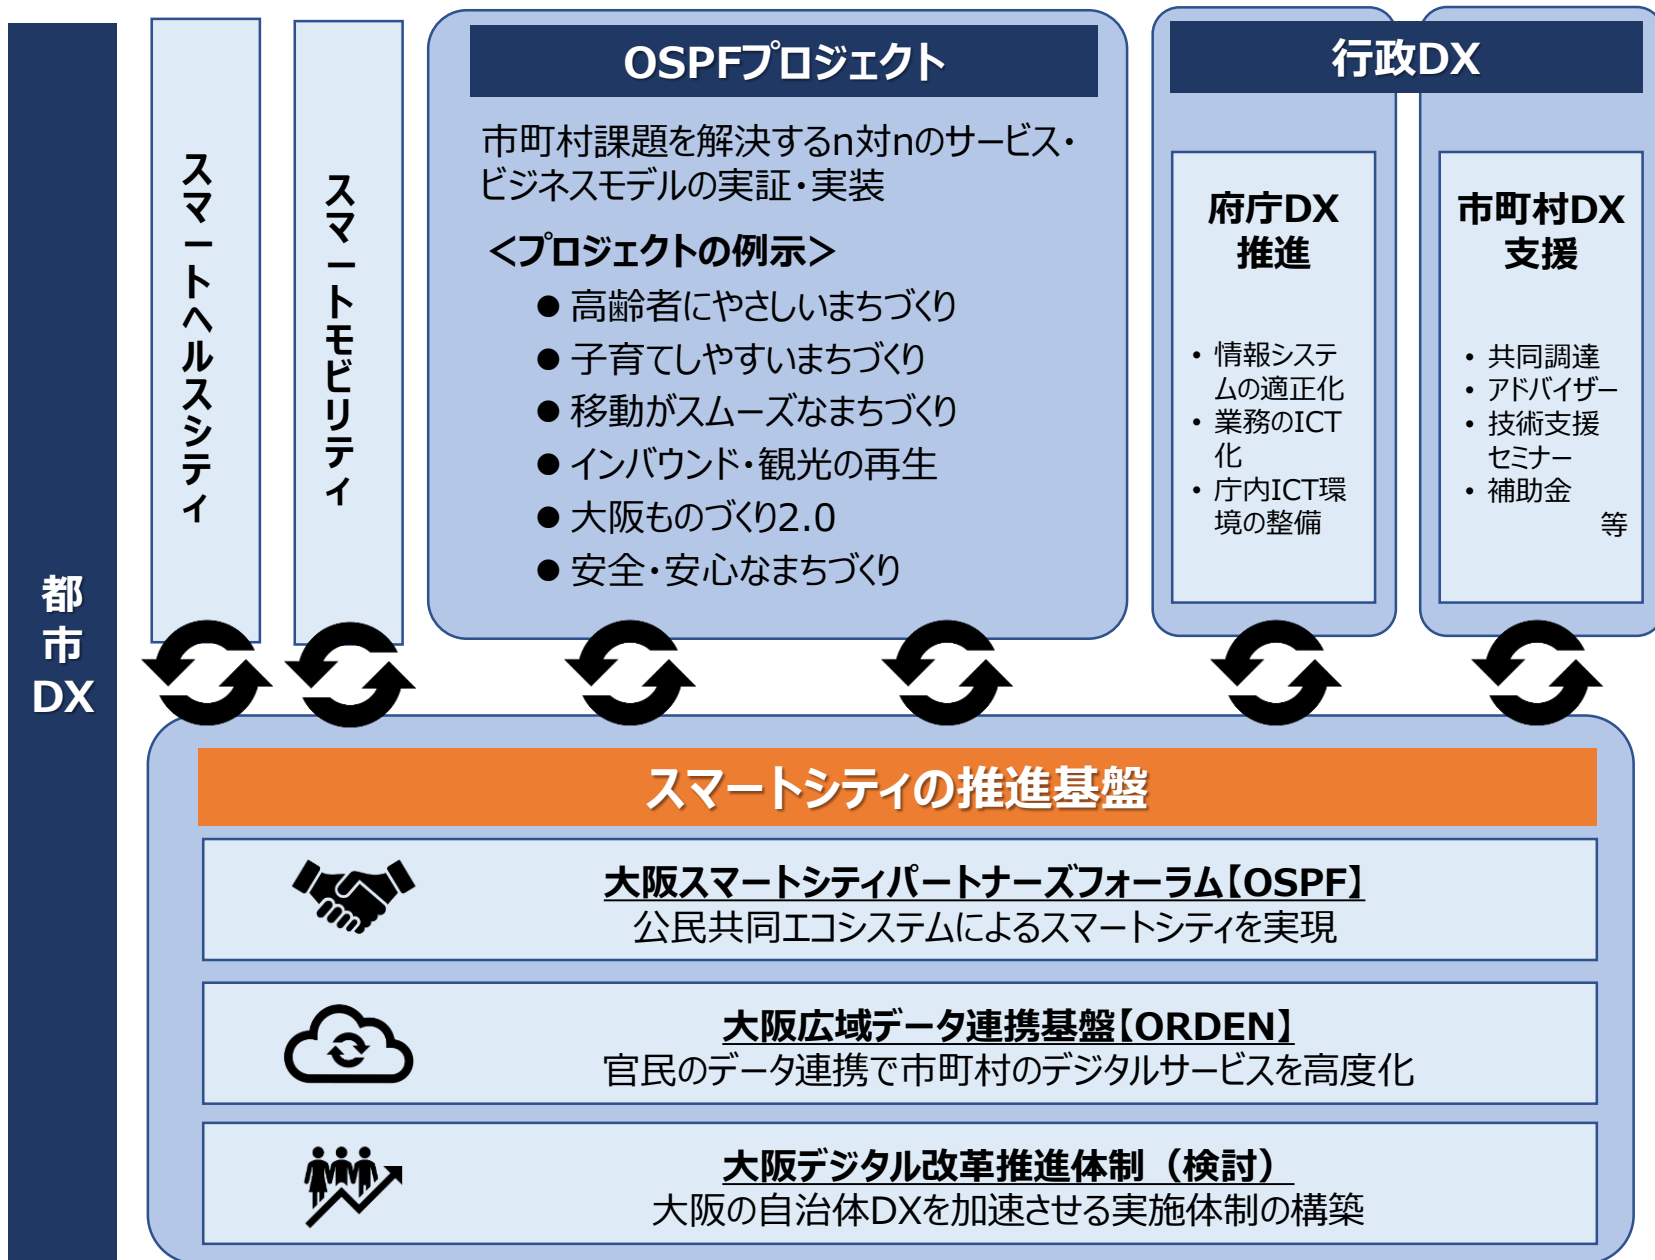 都
市
DX
スマートヘルスシティ
スマートモビリティ
OSPFプロジェクト
市町村課題を解決するn対nのサービス・
ビジネスモデルの実証・実装
<プロジェクトの例示>
● 高齢者にやさしいまちづくり
● 子育てしやすいまちづくり
● 移動がスムーズなまちづくり
● インバウンド・観光の再生
● 大阪ものづくり2.0
● 安全・安心なまちづくり
行政DX
府庁DX
推進
• 情報システ
ムの適正化
• 業務のICT
化
• 庁内ICT環
境の整備
市町村DX
支援
• 共同調達
• アドバイザー
• 技術支援
セミナー
• 補助金
等
スマートシティの推進基盤
大阪スマートシティパートナーズフォーラム【OSPF】
公民共同エコシステムによるスマートシティを実現
大阪広域データ連携基盤【ORDEN】
官民のデータ連携で市町村のデジタルサービスを高度化
大阪デジタル改革推進体制（検討）
大阪の自治体DXを加速させる実施体制の構築